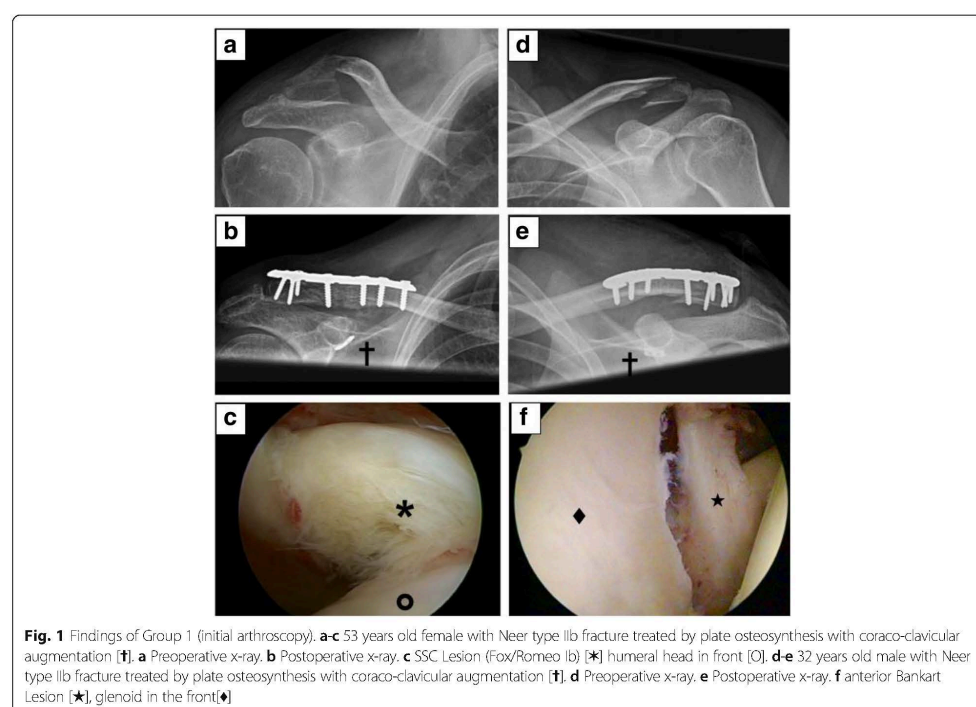 a
d
b
e
†
†
c
f
*
★
♦
O
Fig. 1 Findings of Group 1 (initial arthroscopy). a-c 53 years old female with Neer type IIb fracture treated by plate osteosynthesis with coraco-clavicular
augmentation [†]. a Preoperative x-ray. b Postoperative x-ray. c SSC Lesion (Fox/Romeo Ib) [✶] humeral head in front [O]. d-e 32 years old male with Neer
type IIb fracture treated by plate osteosynthesis with coraco-clavicular augmentation [†]. d Preoperative x-ray. e Postoperative x-ray. f anterior Bankart
Lesion [★], glenoid in the front[♦]